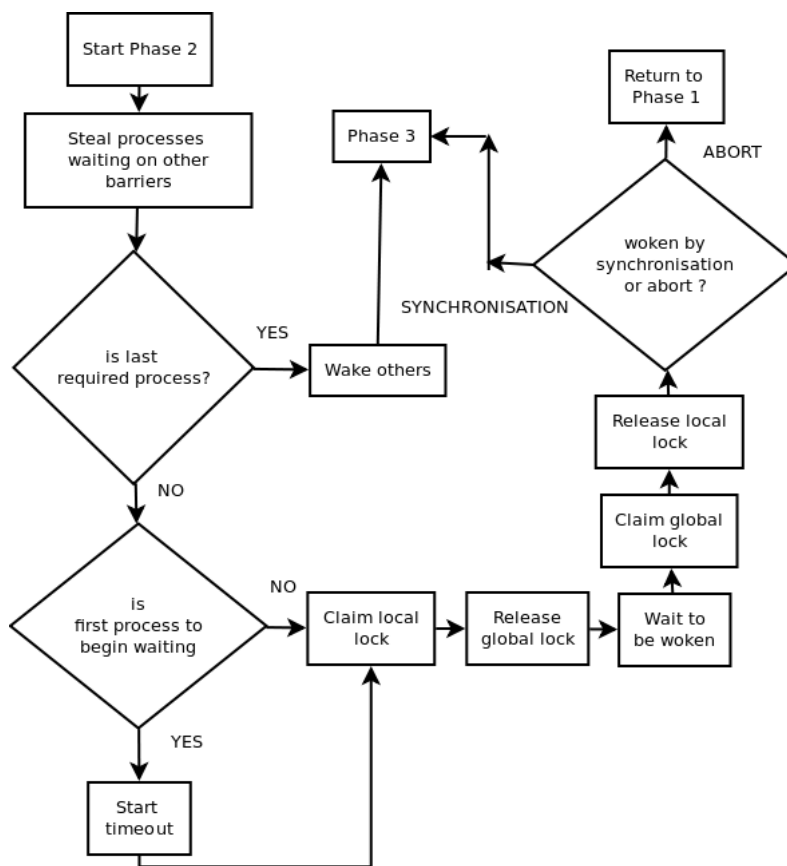 Start Phase 2
Steal processes
waiting on other
barriers
is last
required process?
YES
Wake others
Phase 3
NO
is
first process to
begin waiting
NO
YES
Start
timeout
Claim local
lock
Release
global lock
Wait to
be woken
Claim global
lock
Release local
lock
woken by
synchronisation
or abort ?
SYNCHRONISATION
ABORT
Return to
Phase 1